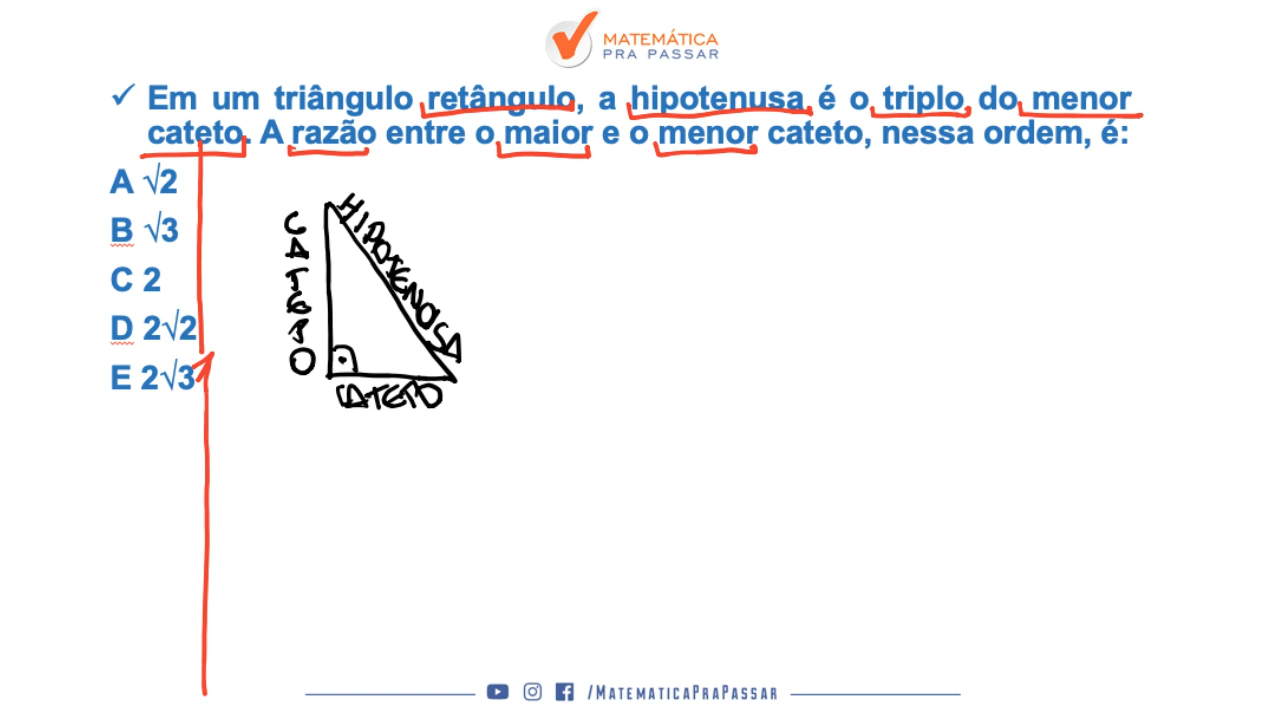 MATEMÁTICA
PRA PASSAR
✓ Em um triângulo retângulo, a hipotenusa é o triplo do menor
cateto. A razão entre o maior e o menor cateto, nessa ordem, é:
A √2
B √3
C 2
D 2√2
E 2√3
CATETO
HIPOTENUSA
CATETO
/MATEMATICAPRAPASSAR